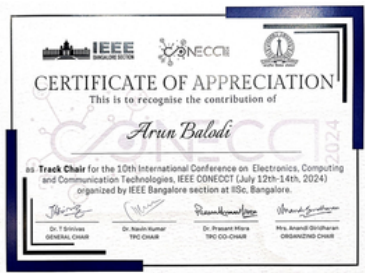 IEEE
BANGALORE SECTION
CONECCT
CERTIFICATE OF APPRECIATION
This is to recognise the contribution of
Arun Balodi
as Track Chair for the 10th International Conference on Electronics, Computing
and Communication Technologies, IEEE CONECCT (July 12th-14th, 2024)
organized by IEEE Bangalore section at IISc, Bangalore.
Dr. T Srinivas
GENERAL CHAIR
Dr. Navin Kumar
TPC CHAIR
Dr. Prasant Misra
TPC CO-CHAIR
Mrs. Anandi Giridharan
ORGANIZING CHAIR
CONECCT
2024